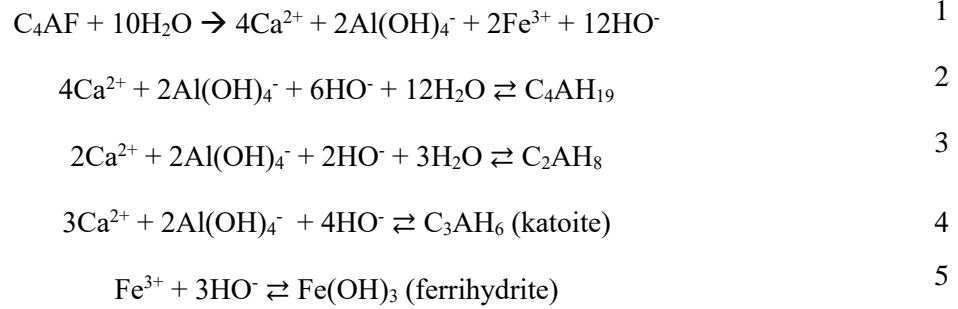 C₄AF + 10H₂O → 4Ca²⁺ + 2Al(OH)₄⁻ + 2Fe³⁺ + 12HO⁻ 1
4Ca²⁺ + 2Al(OH)₄⁻ + 6HO⁻ + 12H₂O ⇄ C₄AH₁₉ 2
2Ca²⁺ + 2Al(OH)₄⁻ + 2HO⁻ + 3H₂O ⇄ C₂AH₈ 3
3Ca²⁺ + 2Al(OH)₄⁻ + 4HO⁻ ⇄ C₃AH₆ (katoite) 4
Fe³⁺ + 3HO⁻ ⇄ Fe(OH)₃ (ferrihydrite) 5